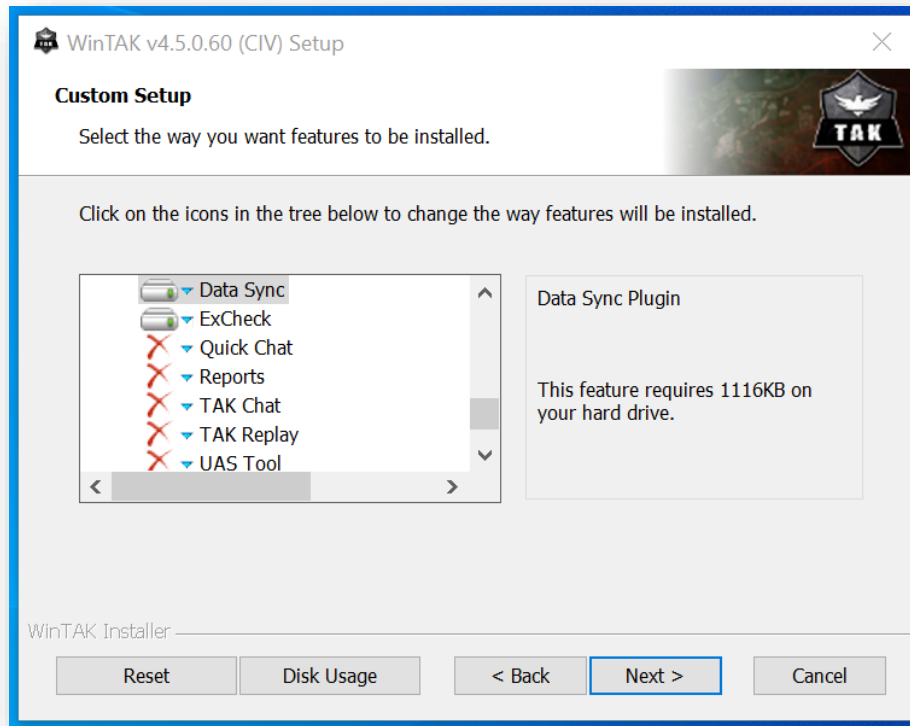 WinTAK v4.5.0.60 (CIV) Setup
Custom Setup
Select the way you want features to be installed.
TAK
Click on the icons in the tree below to change the way features will be installed.
Data Sync
ExCheck
Quick Chat
Reports
TAK Chat
TAK Replay
UAS Tool
Data Sync Plugin
This feature requires 1116KB on
your hard drive.
WinTAK Installer
Reset
Disk Usage
< Back
Next >
Cancel